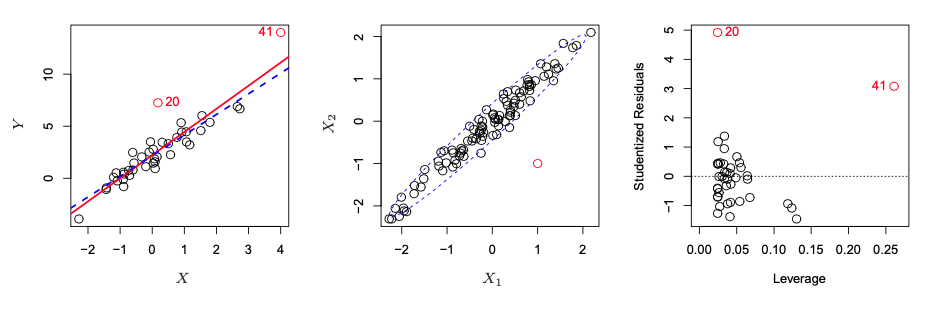 −2 −1 0 1 2 3 4
0 5 10
X
Y
20
41
−2 −1 0 1 2
−2 −1 0 1 2
X1
X2
0.00 0.05 0.10 0.15 0.20 0.25
−1 0 1 2 3 4 5
Leverage
Studentized Residuals
20
41